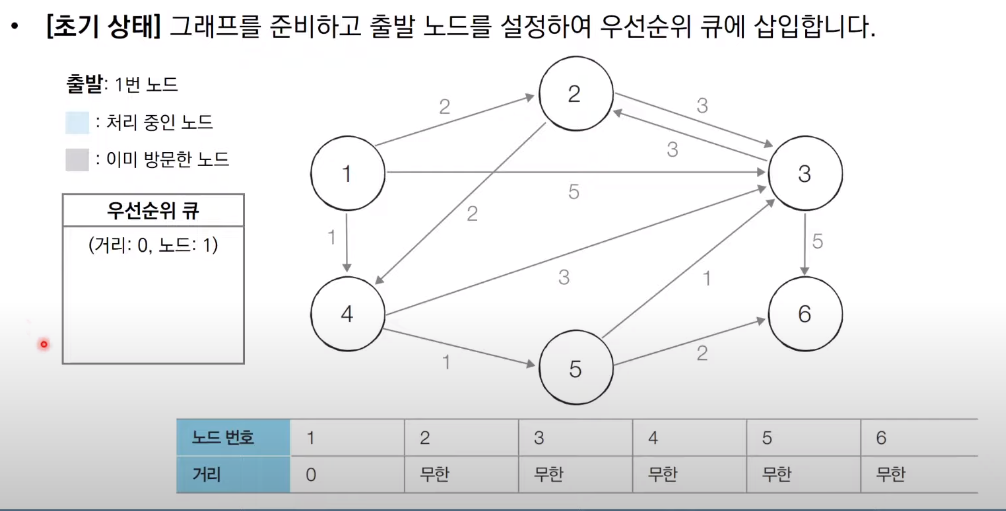 • [초기 상태] 그래프를 준비하고 출발 노드를 설정하여 우선순위 큐에 삽입합니다.
출발: 1번 노드
: 처리 중인 노드
: 이미 방문한 노드
우선순위 큐
(거리: 0, 노드: 1)
2
2
3
3
1
5
3
2
1
5
3
1
4
6
1
5
2
노드 번호 1 2 3 4 5 6
거리 0 무한 무한 무한 무한 무한